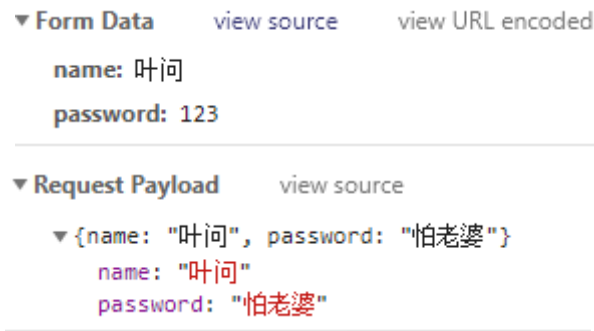 ▼Form Data view source view URL encoded
name: 叶问
password: 123
▼Request Payload view source
▼{name: "叶问", password: "怕老婆"}
name: "叶问"
password: "怕老婆"